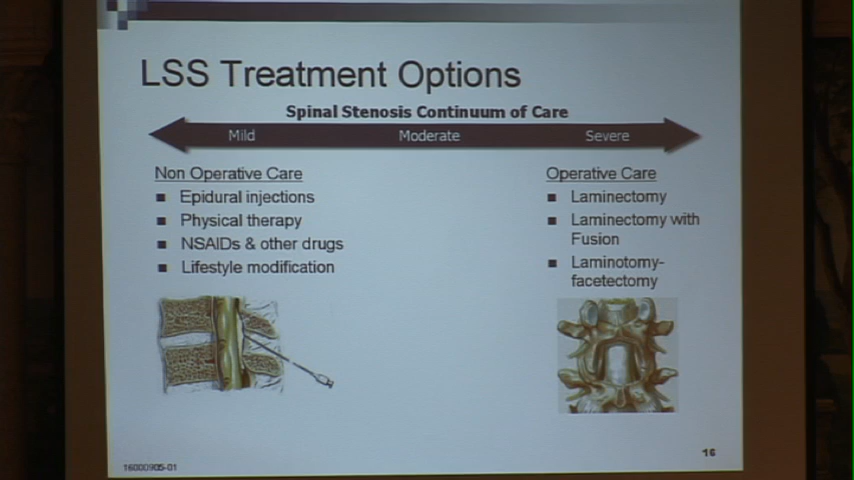 LSS Treatment Options
Spinal Stenosis Continuum of Care
Mild Moderate Severe
Non Operative Care
■ Epidural injections
■ Physical therapy
■ NSAIDs & other drugs
■ Lifestyle modification
Operative Care
■ Laminectomy
■ Laminectomy with
Fusion
■ Laminotomy-
facetectomy
16000905-01
16